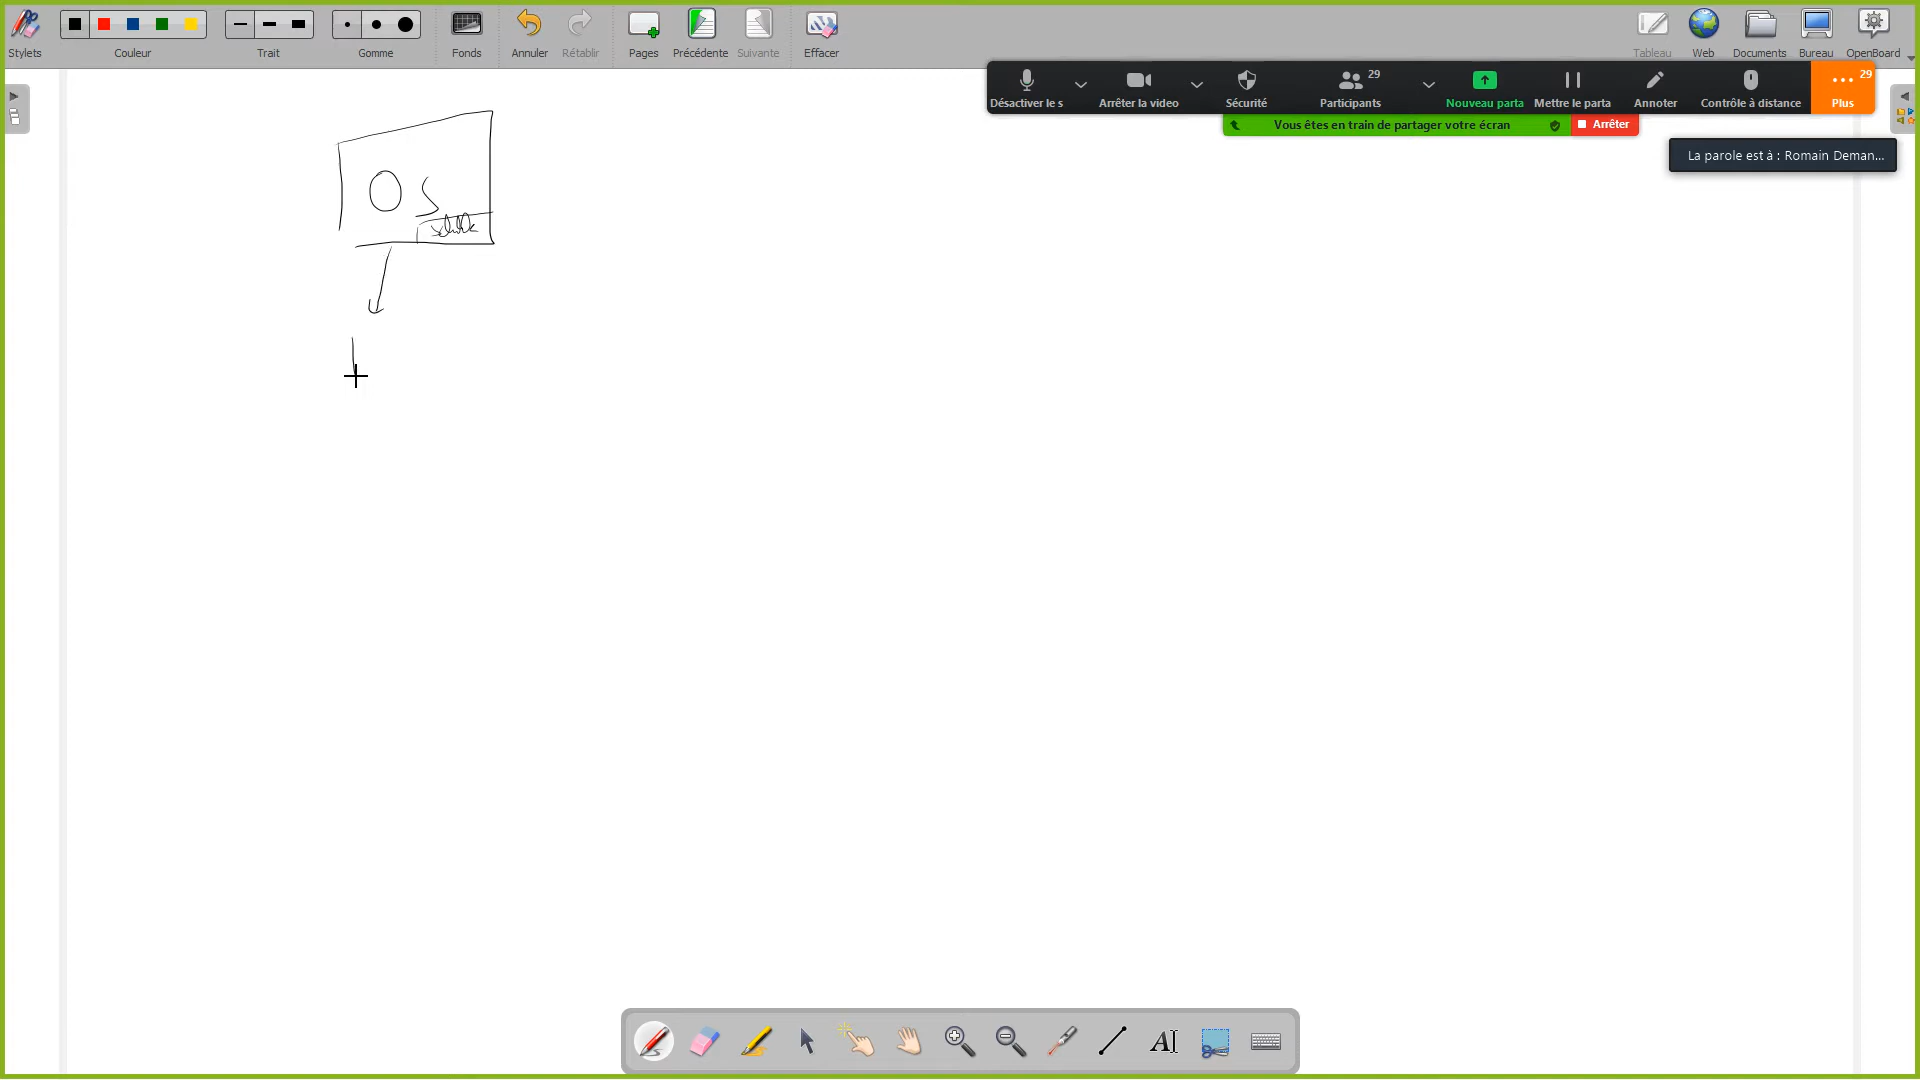 Stylets
Couleur
Trait
Gomme
Fonds
Annuler
Rétablir
Pages
Précédente
Suivante
Effacer
Tableau
Web
Documents
Bureau
OpenBoard
Désactiver le s
Arrêter la video
Sécurité
29
Participants
Nouveau parta
Mettre le parta
Annoter
Contrôle à distance
29
Plus
Vous êtes en train de partager votre écran
Arrêter
La parole est à : Romain Deman...
OS